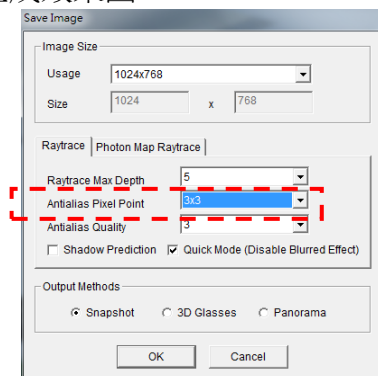 Save Image
Image Size
Usage 1024x768
Size 1024 x 768
Raytrace Photon Map Raytrace
Raytrace Max Depth 5
Antialias Pixel Point 3x3
Antialias Quality 3
Shadow Prediction Quick Mode (Disable Blurred Effect)
Output Methods
Snapshot 3D Glasses Panorama
OK Cancel